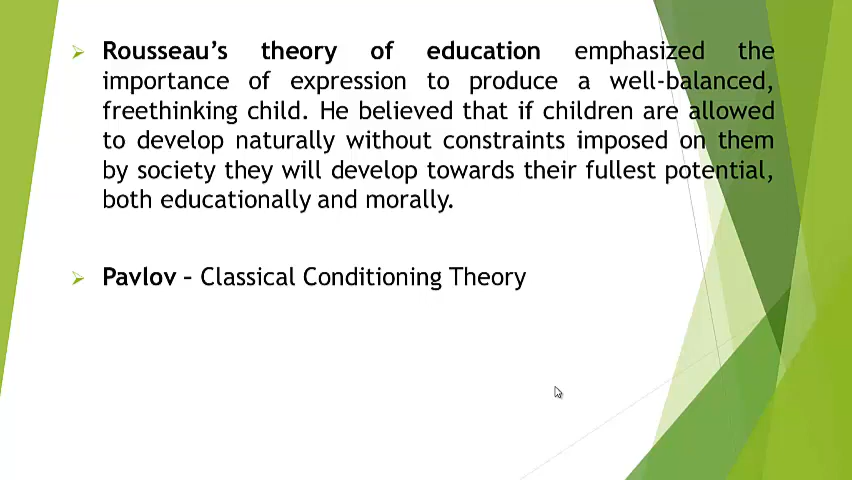 Rousseau's theory of education emphasized the
importance of expression to produce a well-balanced,
freethinking child. He believed that if children are allowed
to develop naturally without constraints imposed on them
by society they will develop towards their fullest potential,
both educationally and morally.
Pavlov – Classical Conditioning Theory